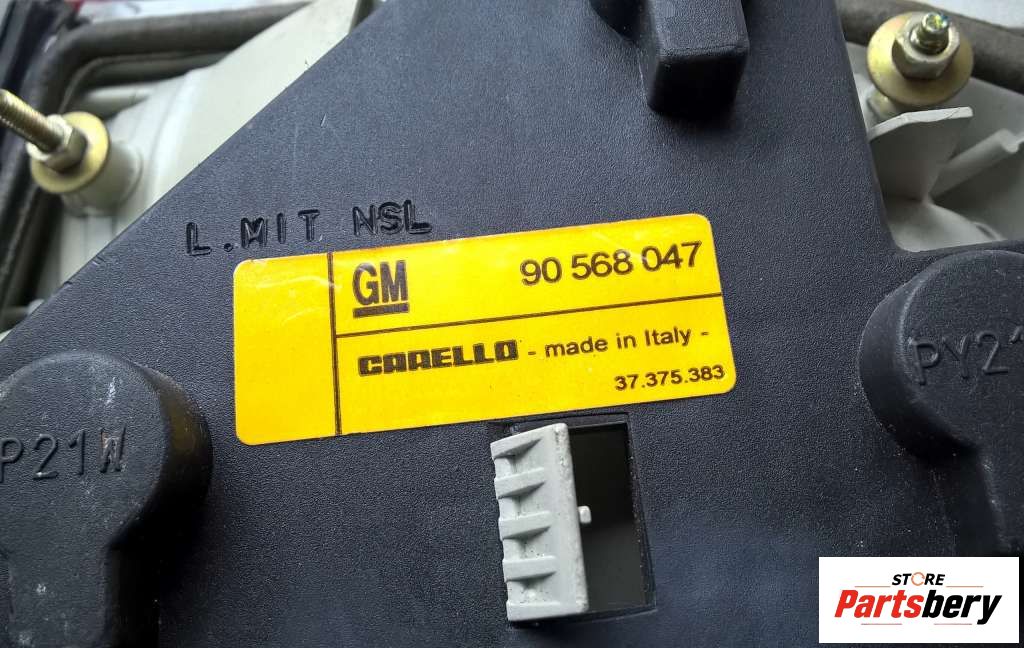 L.MIT NSL
GM 90 568 047
CARELLO - made in Italy -
37.375.383
P21W
PY21
STORE
Partsbery